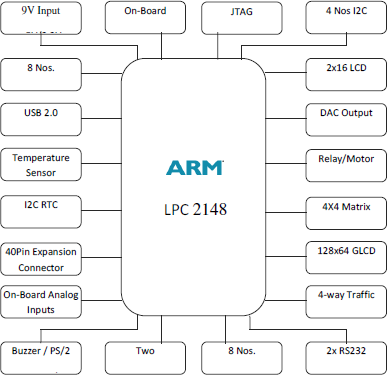 9V Input
On-Board
JTAG
4 Nos I2C
8 Nos.
2x16 LCD
USB 2.0
DAC Output
Temperature
Sensor
Relay/Motor
ARM
I2C RTC
LPC 2148
4X4 Matrix
40Pin Expansion
Connector
128x64 GLCD
On-Board Analog
Inputs
4-way Traffic
Buzzer / PS/2
Two
8 Nos.
2x RS232